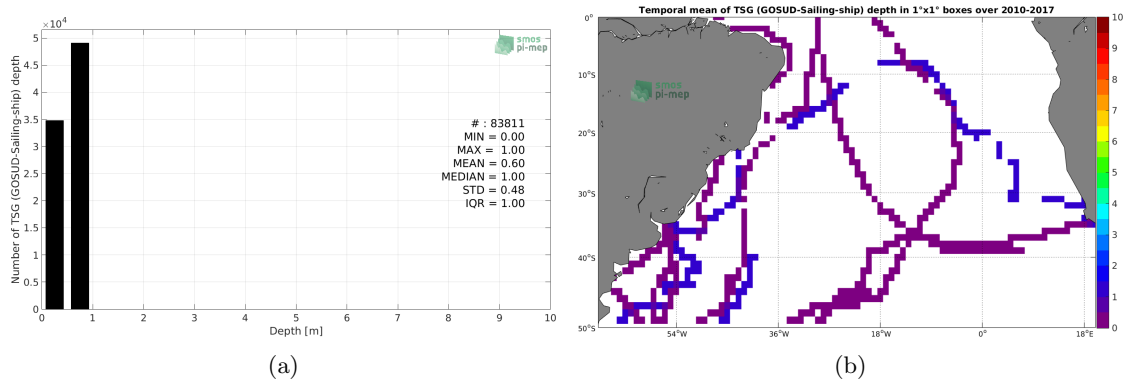 ×10⁴
5
4.5
4
3.5
3
2.5
2
1.5
1
0.5
0
Number of TSG (GOSUD-Sailing-ship) depth
smos
pi-mep
# : 83811
MIN = 0.00
MAX = 1.00
MEAN = 0.60
MEDIAN = 1.00
STD = 0.48
IQR = 1.00
0 1 2 3 4 5 6 7 8 9 10
Depth [m]
(a)
Temporal mean of TSG (GOSUD-Sailing-ship) depth in 1°x1° boxes over 2010-2017
0°
10°S
20°S
30°S
40°S
50°S
smos
pi-mep
54°W 36°W 18°W 0° 18°E
10
9
8
7
6
5
4
3
2
1
0
(b)